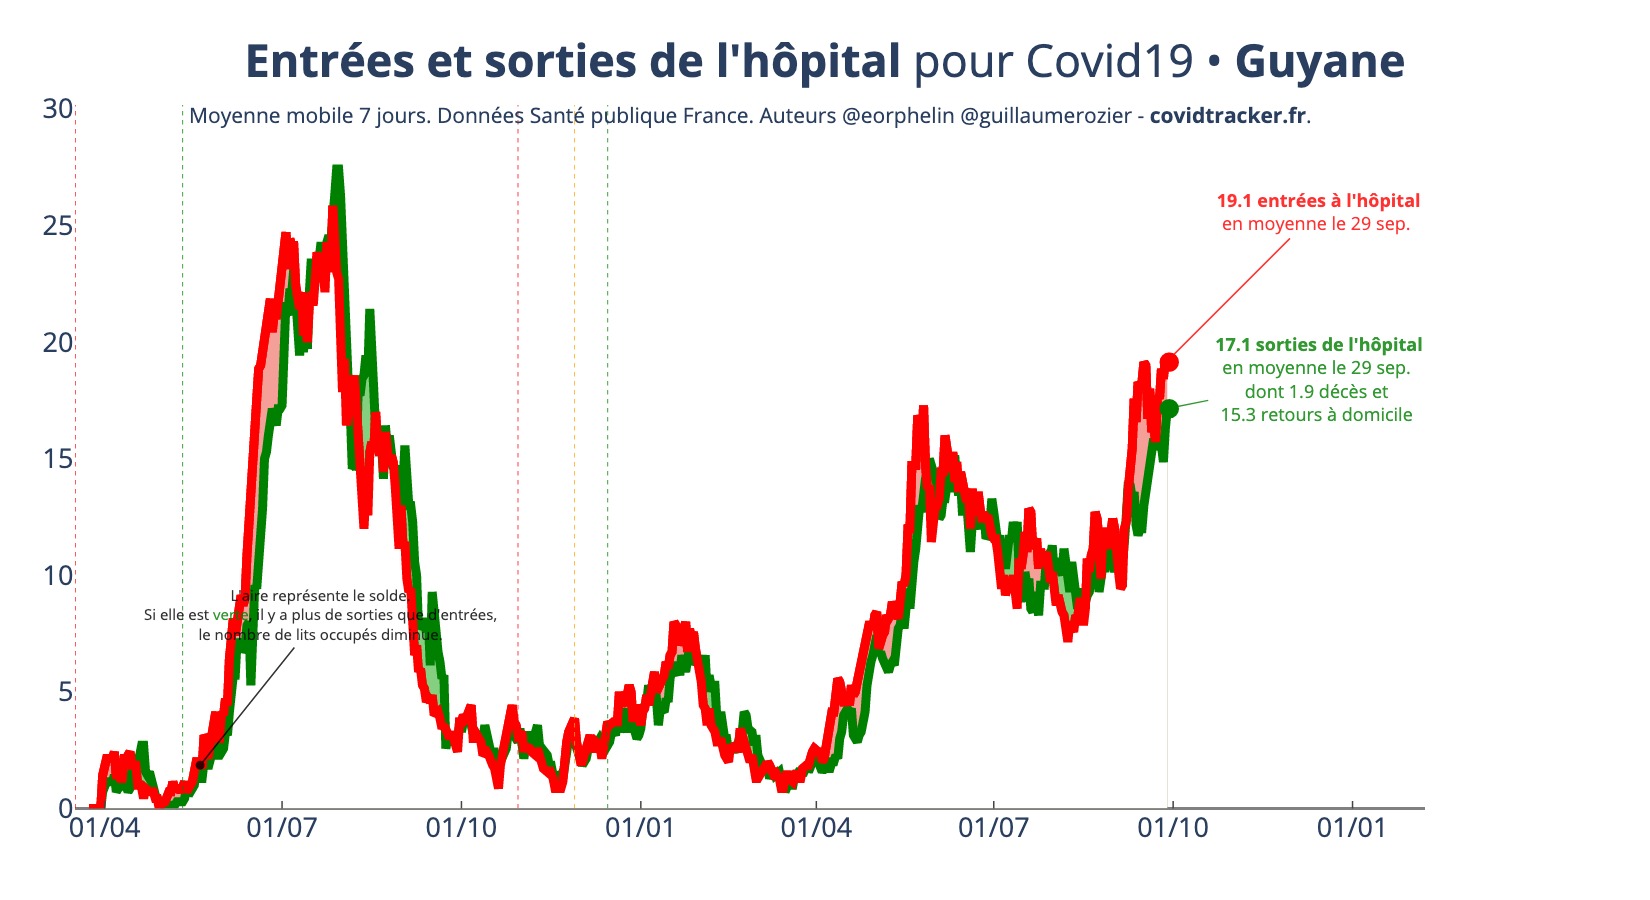 Entrées et sorties de l'hôpital pour Covid19 • Guyane
Moyenne mobile 7 jours. Données Santé publique France. Auteurs @eorphelin @guillaumerozier - covidtracker.fr.
30
25
20
15
10
5
0
19.1 entrées à l'hôpital
en moyenne le 29 sep.
17.1 sorties de l'hôpital
en moyenne le 29 sep.
dont 1.9 décès et
15.3 retours à domicile
L'aire représente le solde.
Si elle est verte, il y a plus de sorties que d'entrées,
le nombre de lits occupés diminue.
01/04 01/07 01/10 01/01 01/04 01/07 01/10 01/01